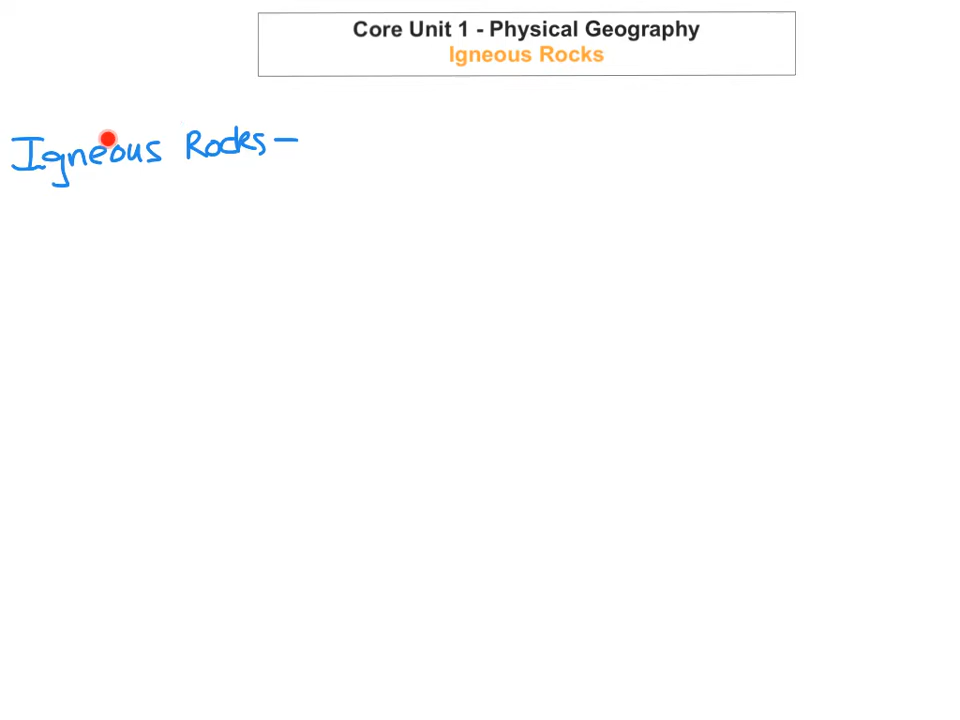 Core Unit 1 - Physical Geography
Igneous Rocks
Igneous Rocks –